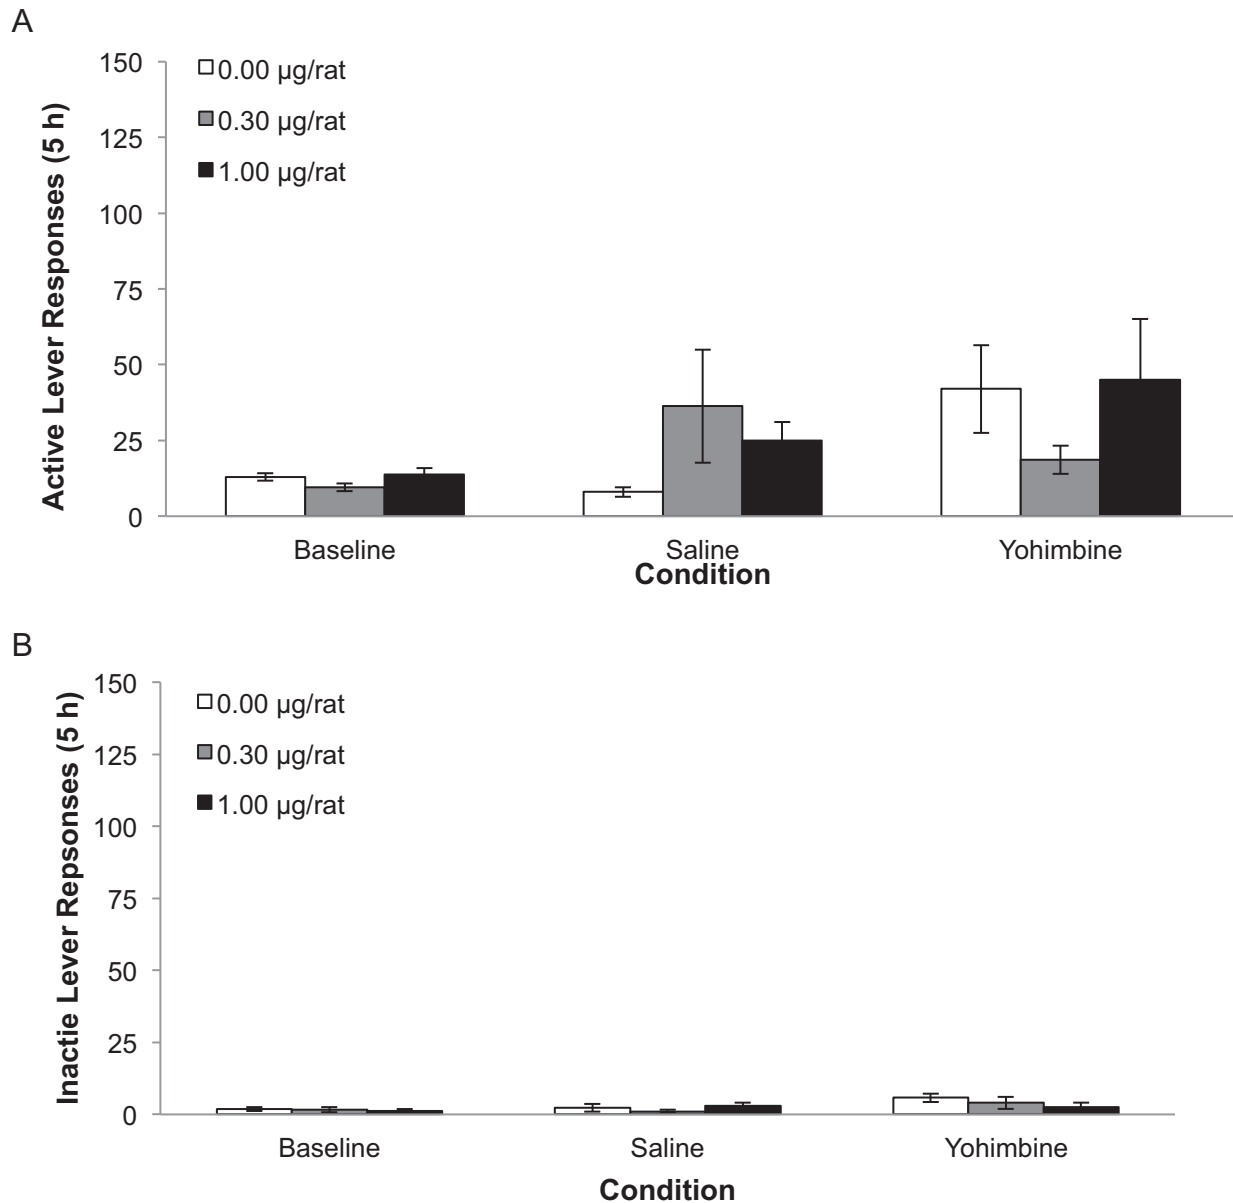 A
Active Lever Responses (5 h)
150
125
100
75
50
25
0
0.00 µg/rat
0.30 µg/rat
1.00 µg/rat
Baseline
Saline
Yohimbine
Condition
B
Inactie Lever Repsonses (5 h)
150
125
100
75
50
25
0
0.00 µg/rat
0.30 µg/rat
1.00 µg/rat
Baseline
Saline
Yohimbine
Condition